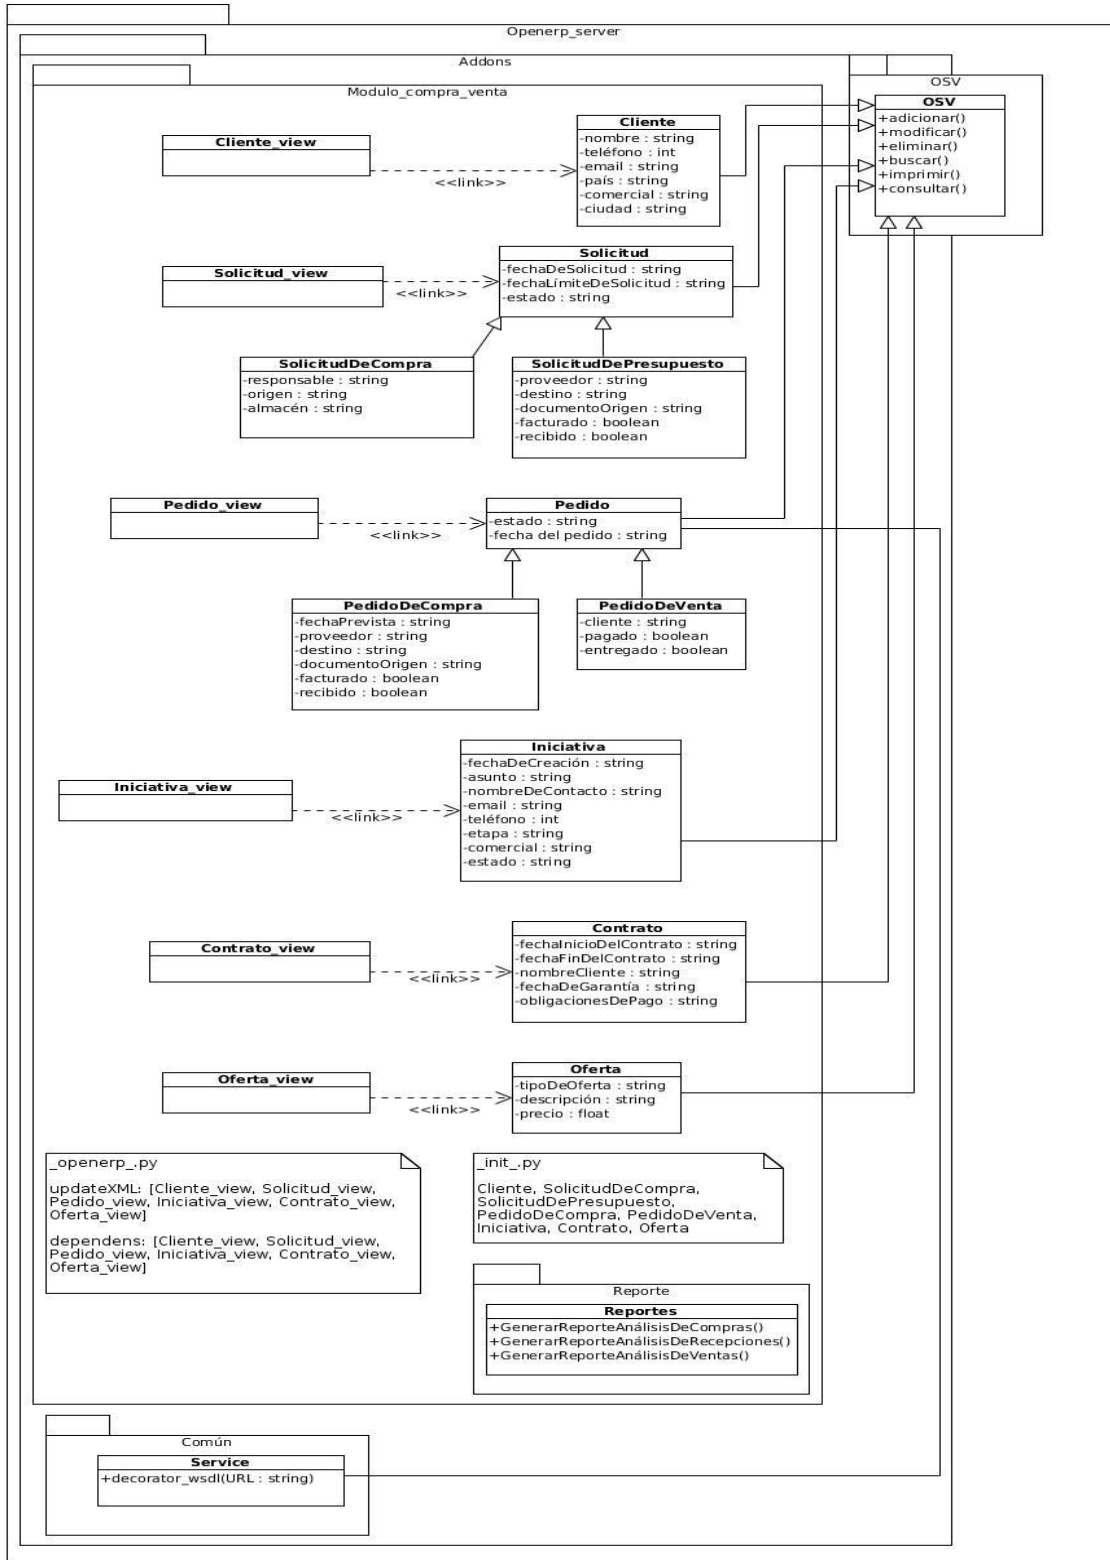 Openerp_server
Addons
OSV
Modulo_compra_venta
OSV
+adicionar()
+modificar()
+eliminar()
+buscar()
+imprimir()
+consultar()
Cliente_view
<<link>>
Cliente
-nombre : string
-teléfono : int
-email : string
-país : string
-comercial : string
-ciudad : string
Solicitud_view
<<link>>
Solicitud
-fechaDeSolicitud : string
-fechaLímiteDeSolicitud : string
-estado : string
SolicitudDeCompra
-responsable : string
-origen : string
-almacén : string
SolicitudDePresupuesto
-proveedor : string
-destino : string
-documentoOrigen : string
-facturado : boolean
-recibido : boolean
Pedido_view
<<link>>
Pedido
-estado : string
-fecha del pedido : string
PedidoDeCompra
-fechaPrevista : string
-proveedor : string
-destino : string
-documentoOrigen : string
-facturado : boolean
-recibido : boolean
PedidoDeVenta
-cliente : string
-pagado : boolean
-entregado : boolean
Iniciativa_view
<<link>>
Iniciativa
-fechaDeCreación : string
-asunto : string
-nombreDeContacto : string
-email : string
-teléfono : int
-etapa : string
-comercial : string
-estado : string
Contrato_view
<<link>>
Contrato
-fechaInicioDelContrato : string
-fechaFinDelContrato : string
-nombreCliente : string
-fechaDeGarantía : string
-obligacionesDePago : string
Oferta_view
<<link>>
Oferta
-tipoDeOferta : string
-descripción : string
-precio : float
_openerp_.py
updateXML: [Cliente_view, Solicitud_view,
Pedido_view, Iniciativa_view, Contrato_view,
Oferta_view]
dependens: [Cliente_view, Solicitud_view,
Pedido_view, Iniciativa_view, Contrato_view,
Oferta_view]
_init_.py
Cliente, SolicitudDeCompra,
SolicitudDePresupuesto,
PedidoDeCompra, PedidoDeVenta,
Iniciativa, Contrato, Oferta
Reporte
Reportes
+GenerarReporteAnálisisDeCompras()
+GenerarReporteAnálisisDeRecepciones()
+GenerarReporteAnálisisDeVentas()
Común
Service
+decorator_wsdl(URL : string)